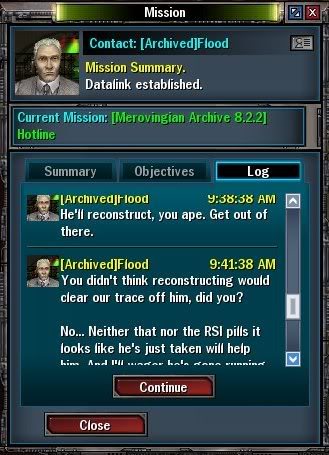 Mission
Contact: [Archived]Flood
Mission Summary.
Datalink established.
Current Mission: [Merovingian Archive 8.2.2]
Hotline
Summary Objectives Log
[Archived]Flood 9:38:38 AM
He'll reconstruct, you ape. Get out of
there.
[Archived]Flood 9:41:38 AM
You didn't think reconstructing would
clear our trace off him, did you?
No... Neither that nor the RSI pills it
looks like he's just taken will help
him. And I'll wager he's gone running
Continue
Close